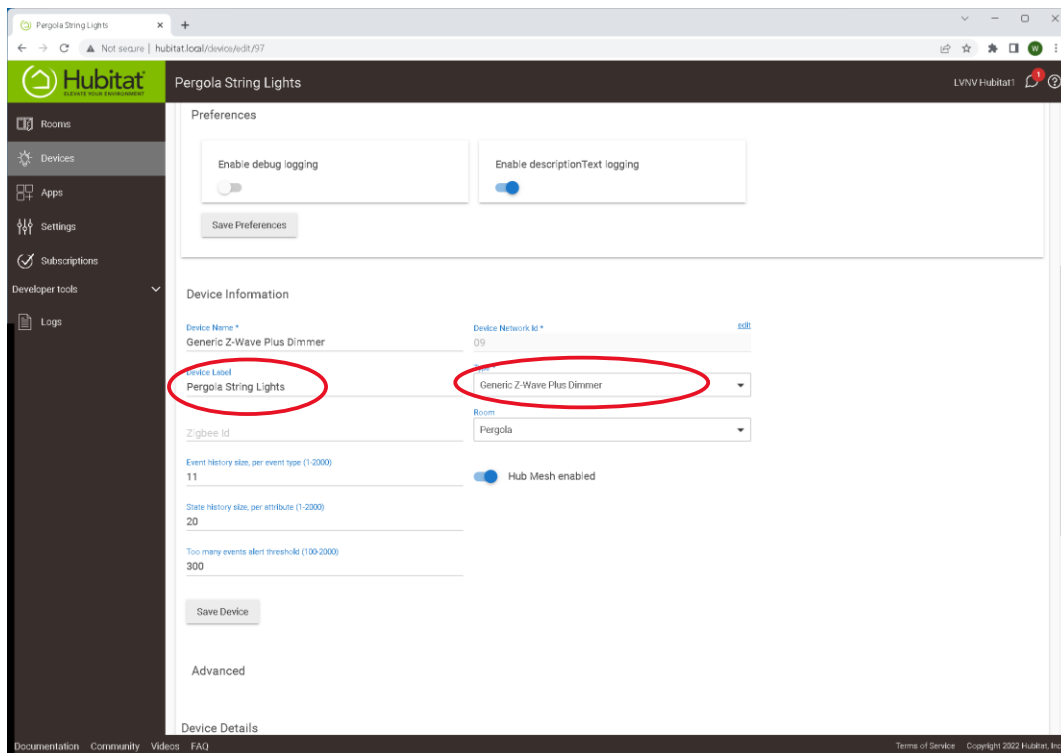 Pergola String Lights
Not secure | hubitat.local/device/edit/97
W
Hubitat
ELEVATE YOUR ENVIRONMENT
Pergola String Lights
LVNV Hubitat1
1
Rooms
Devices
Apps
Settings
Subscriptions
Developer tools
Logs
Preferences
Enable debug logging
Enable descriptionText logging
Save Preferences
Device Information
Device Name *
Generic Z-Wave Plus Dimmer
Device Network Id *
edit
09
Device Label
Pergola String Lights
Generic Z-Wave Plus Dimmer
Zigbee Id
Room
Pergola
Event history size, per event type (1-2000)
11
Hub Mesh enabled
State history size, per attribute (1-2000)
20
Too many events alert threshold (100-2000)
300
Save Device
Advanced
Device Details
Documentation Community Videos FAQ
Terms of Service Copyright 2022 Hubitat, Inc